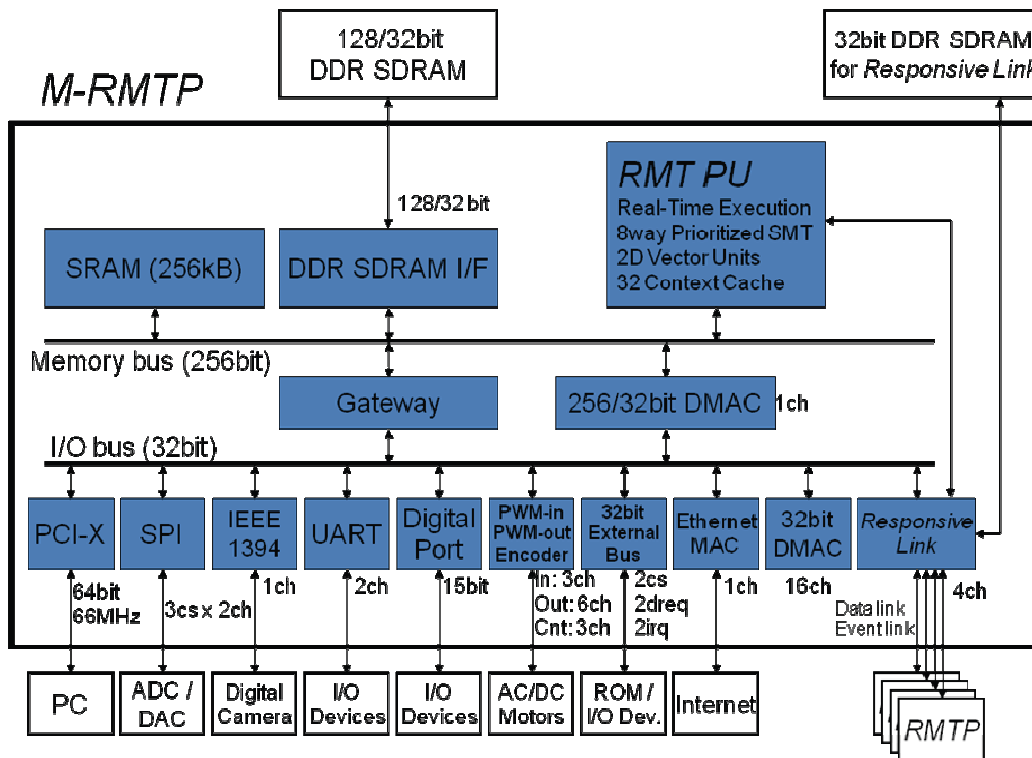 128/32bit
DDR SDRAM
32bit DDR SDRAM
for Responsive Link
M-RMTP
128/32 bit
RMT PU
Real-Time Execution
8way Prioritized SMT
2D Vector Units
32 Context Cache
SRAM (256kB)
DDR SDRAM I/F
Memory bus (256bit)
Gateway
256/32bit DMAC
1ch
I/O bus (32bit)
PCI-X
SPI
IEEE
1394
UART
Digital
Port
PWM-in
PWM-out
Encoder
32bit
External
Bus
Ethernet
MAC
32bit
DMAC
Responsive
Link
64bit
66MHz
3cs x 2ch
1ch
2ch
15bit
In: 3ch
Out: 6ch
Cnt: 3ch
2cs
2dreq
2irq
1ch
16ch
4ch
Data link
Event link
PC
ADC /
DAC
Digital
Camera
I/O
Devices
I/O
Devices
AC/DC
Motors
ROM /
I/O Dev.
Internet
RMTP